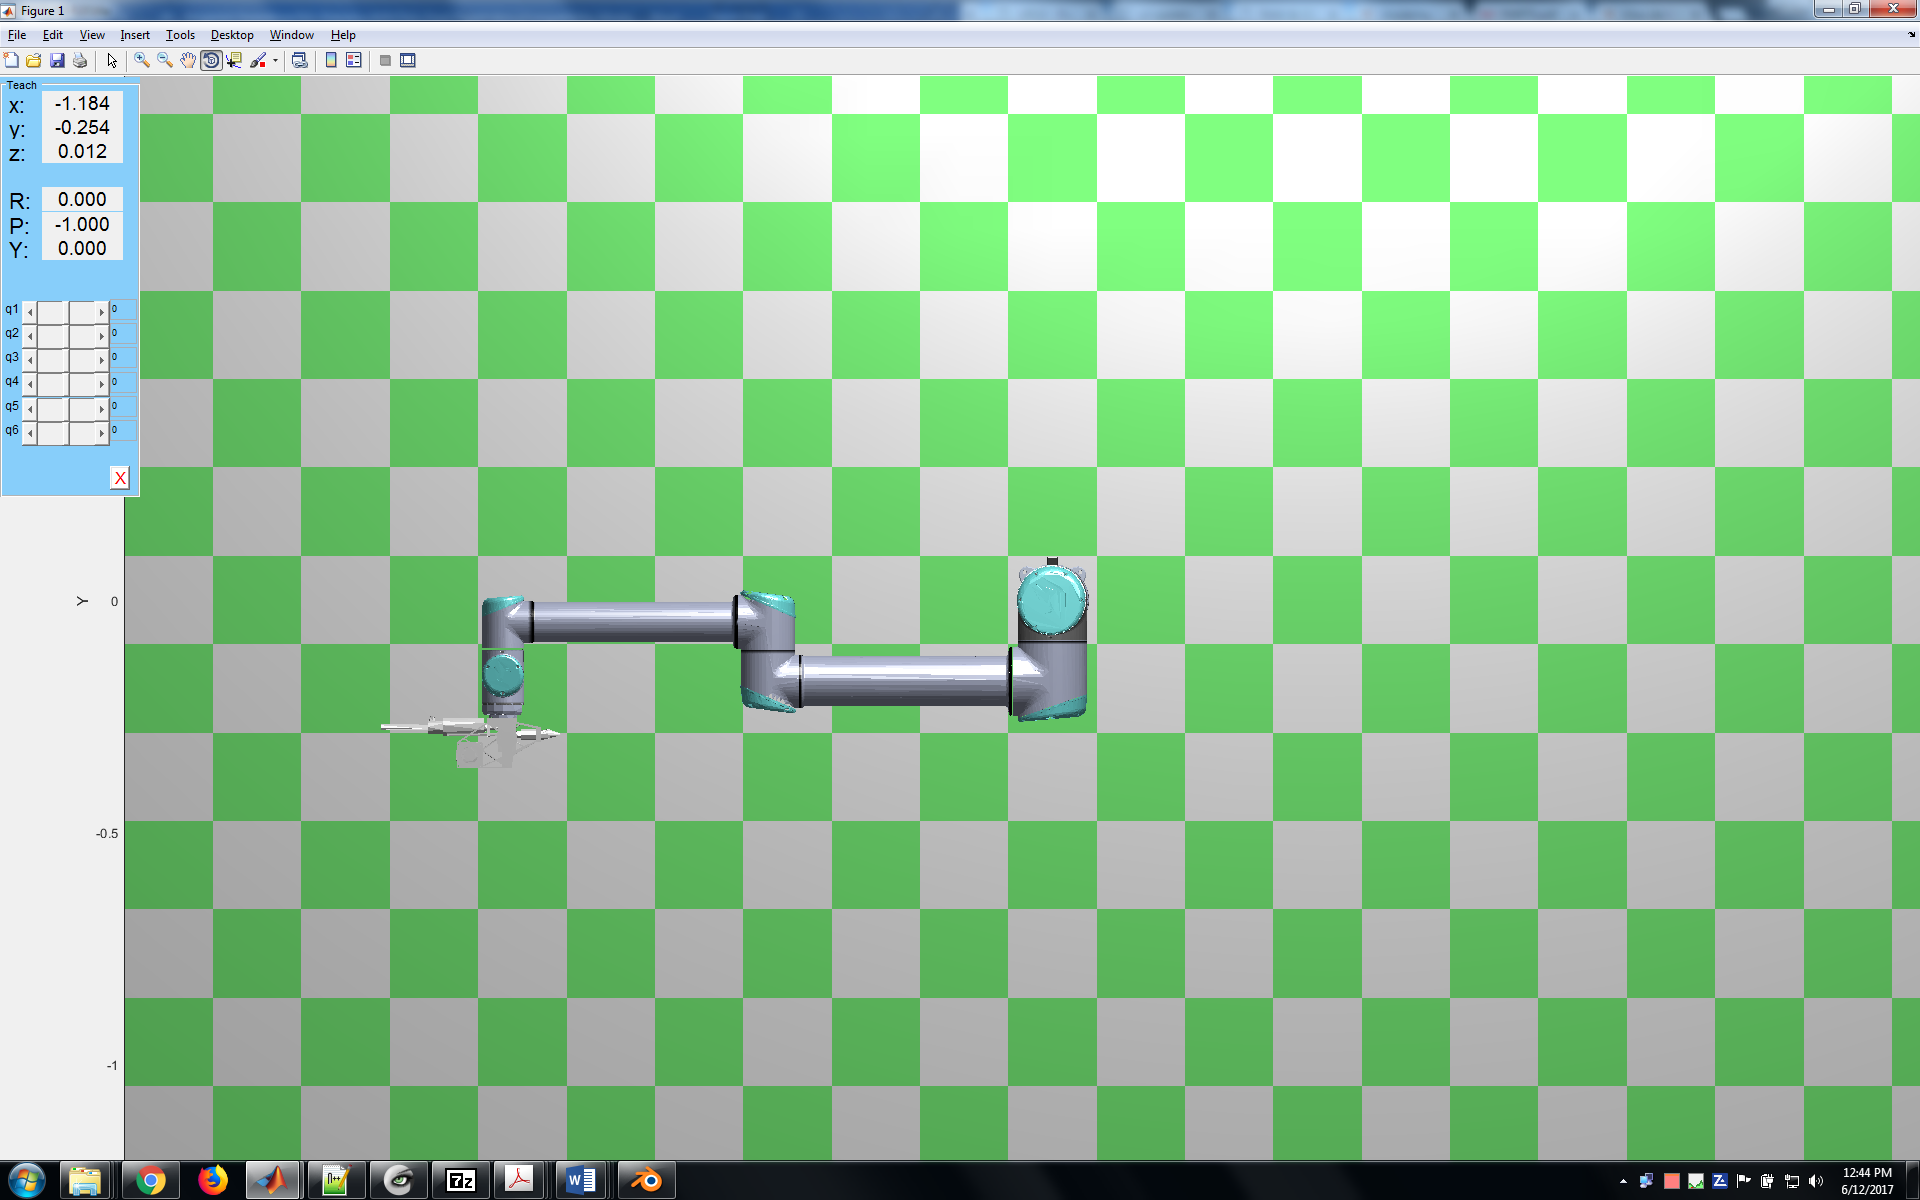 Figure 1
File Edit View Insert Tools Desktop Window Help
Teach
x: -1.184
y: -0.254
z: 0.012
R: 0.000
P: -1.000
Y: 0.000
q1 0
q2 0
q3 0
q4 0
q5 0
q6 0
X
Y 0
-0.5
-1
7z
W
Z
12:44 PM
6/12/2017